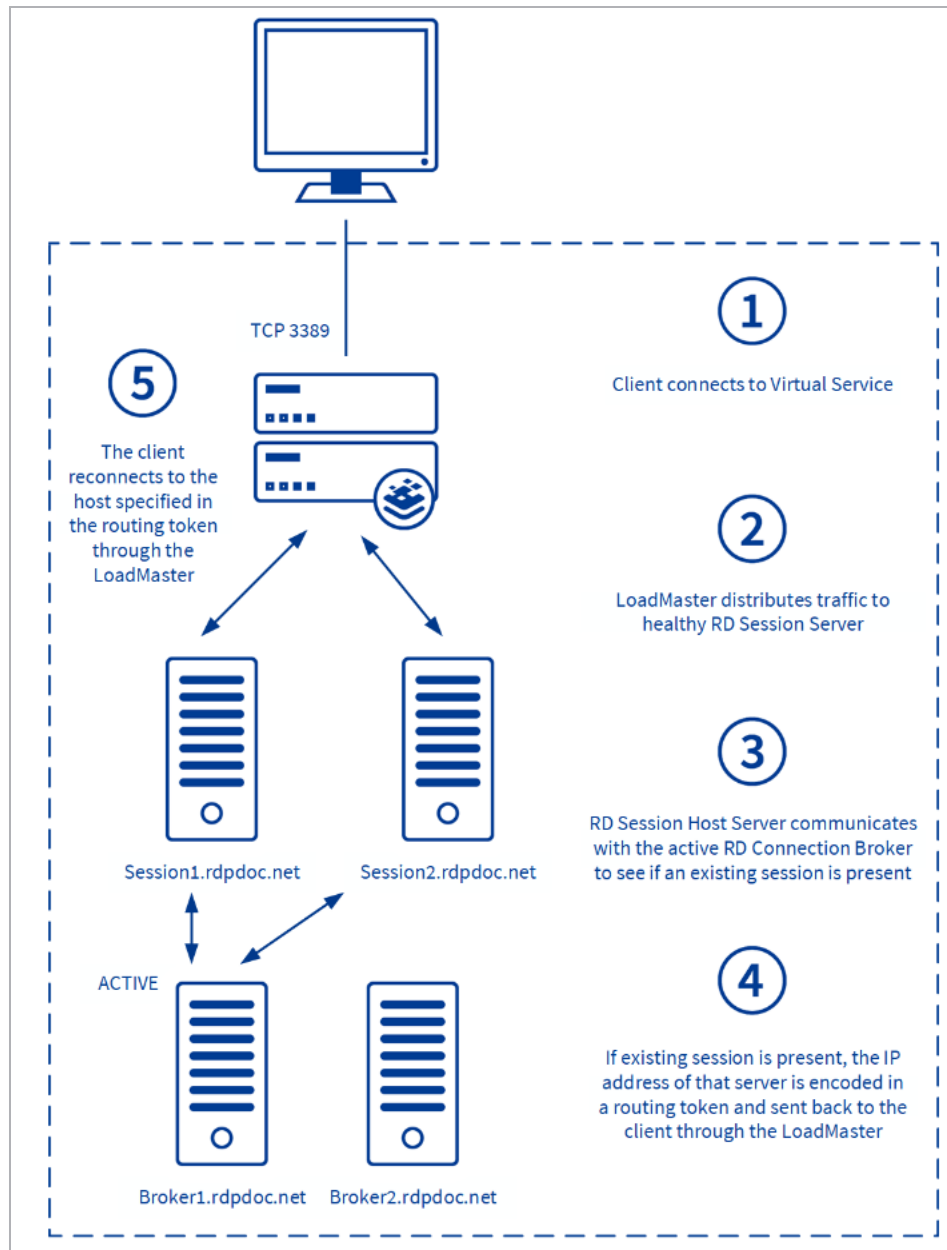 TCP 3389
1
Client connects to Virtual Service
5
The client
reconnects to the
host specified in
the routing token
through the
LoadMaster
2
LoadMaster distributes traffic to
healthy RD Session Server
Session1.rdpdoc.net
Session2.rdpdoc.net
3
RD Session Host Server communicates
with the active RD Connection Broker
to see if an existing session is present
ACTIVE
4
If existing session is present, the IP
address of that server is encoded in
a routing token and sent back to the
client through the LoadMaster
Broker1.rdpdoc.net
Broker2.rdpdoc.net